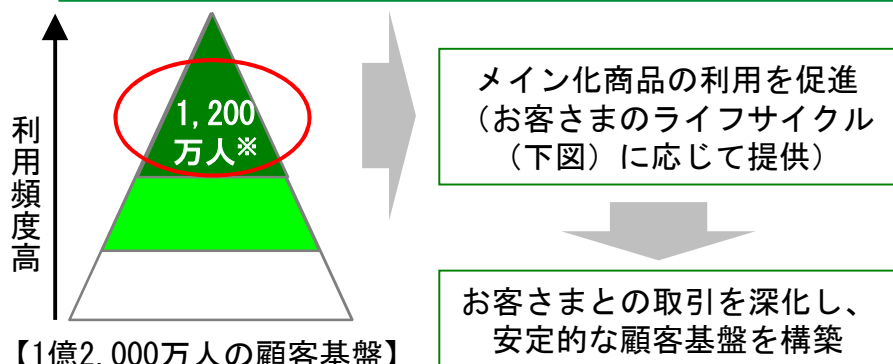 利用頻度高
1,200
万人※
【1億2,000万人の顧客基盤】
メイン化商品の利用を促進
（お客さまのライフサイクル
（下図）に応じて提供）
お客さまとの取引を深化し、
安定的な顧客基盤を構築